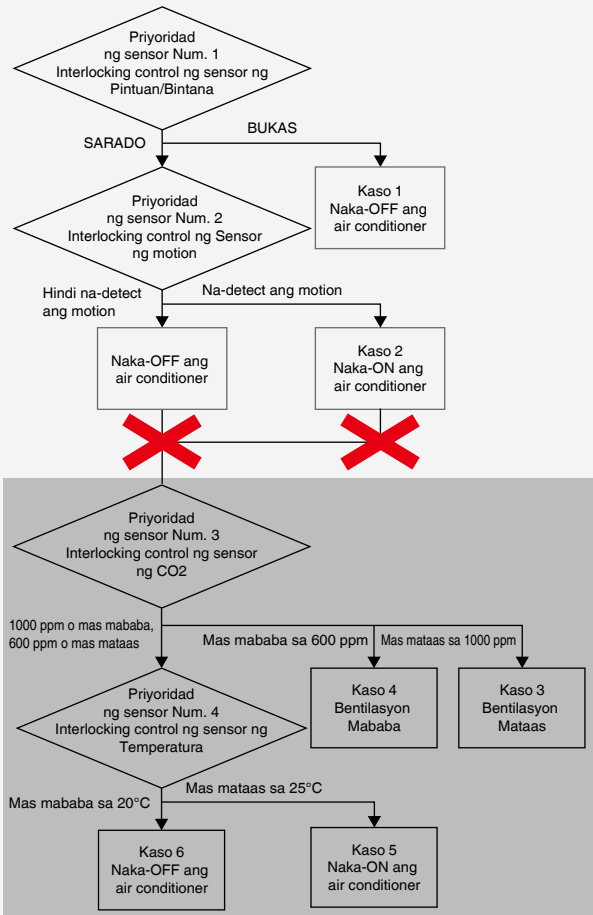 Priyoridad
ng sensor Num. 1
Interlocking control ng sensor ng
Pintuan/Bintana
SARADO
BUKAS
Kaso 1
Naka-OFF ang
air conditioner
Priyoridad
ng sensor Num. 2
Interlocking control ng Sensor
ng motion
Hindi na-detect
ang motion
Na-detect ang motion
Naka-OFF ang
air conditioner
Kaso 2
Naka-ON ang
air conditioner
Priyoridad
ng sensor Num. 3
Interlocking control ng sensor
ng CO2
1000 ppm o mas mababa,
600 ppm o mas mataas
Mas mababa sa 600 ppm
Mas mataas sa 1000 ppm
Kaso 4
Bentilasyon
Mababa
Kaso 3
Bentilasyon
Mataas
Priyoridad
ng sensor Num. 4
Interlocking control ng sensor ng
Temperatura
Mas mababa sa 20°C
Mas mataas sa 25°C
Kaso 6
Naka-OFF ang
air conditioner
Kaso 5
Naka-ON ang
air conditioner